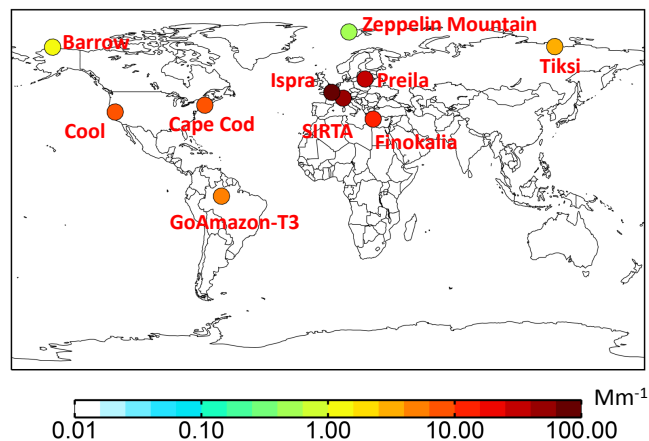 Zeppelin Mountain
Barrow
Tiksi
Ispra
Preila
Cool
Cape Cod
SIRTA
Finokalia
GoAmazon-T3
Mm-1
0.01 0.10 1.00 10.00 100.00